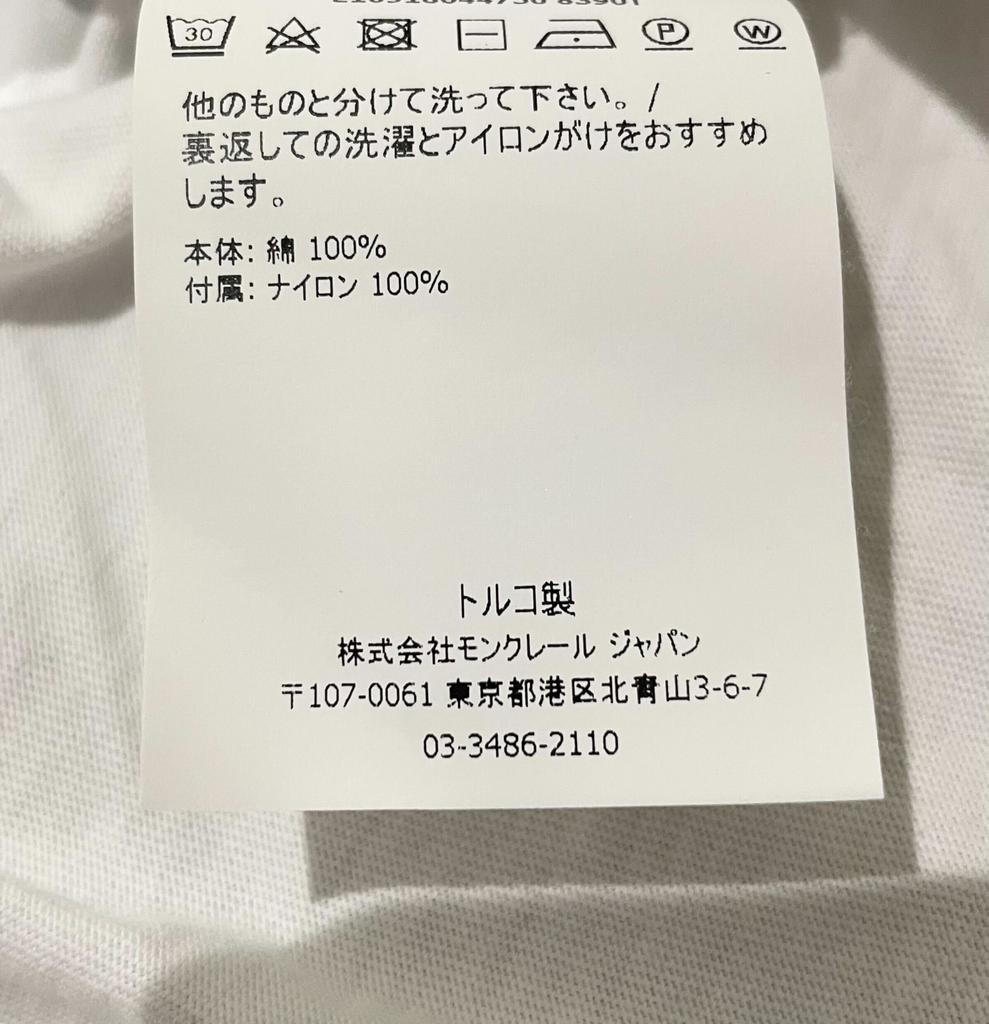 30
P
W
他のものと分けて洗って下さい。/
裏返しての洗濯とアイロンがけをおすすめ
します。
本体: 綿 100%
付属: ナイロン 100%
トルコ製
株式会社モンクレール ジャパン
〒107-0061 東京都港区北青山3-6-7
03-3486-2110